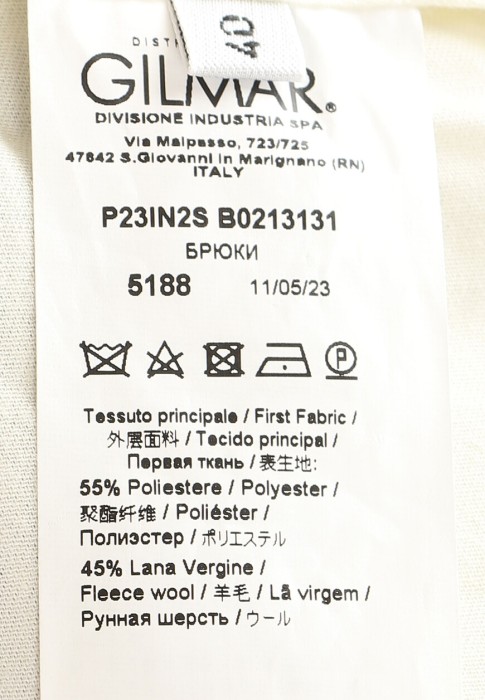 40
GILMAR®
DIVISIONE INDUSTRIA SPA
Via Malpasso, 723/725
47842 S.Giovanni in Marignano (RN)
ITALY
P23IN2S B0213131
БРЮКИ
5188 11/05/23
P
Tessuto principale / First Fabric /
外层面料 / Tecido principal /
Первая ткань / 表生地:
55% Poliestere / Polyester /
聚酯纤维 / Poliéster /
Полиэстер / ポリエステル
45% Lana Vergine /
Fleece wool / 羊毛 / Lã virgem /
Рунная шерсть / ウール